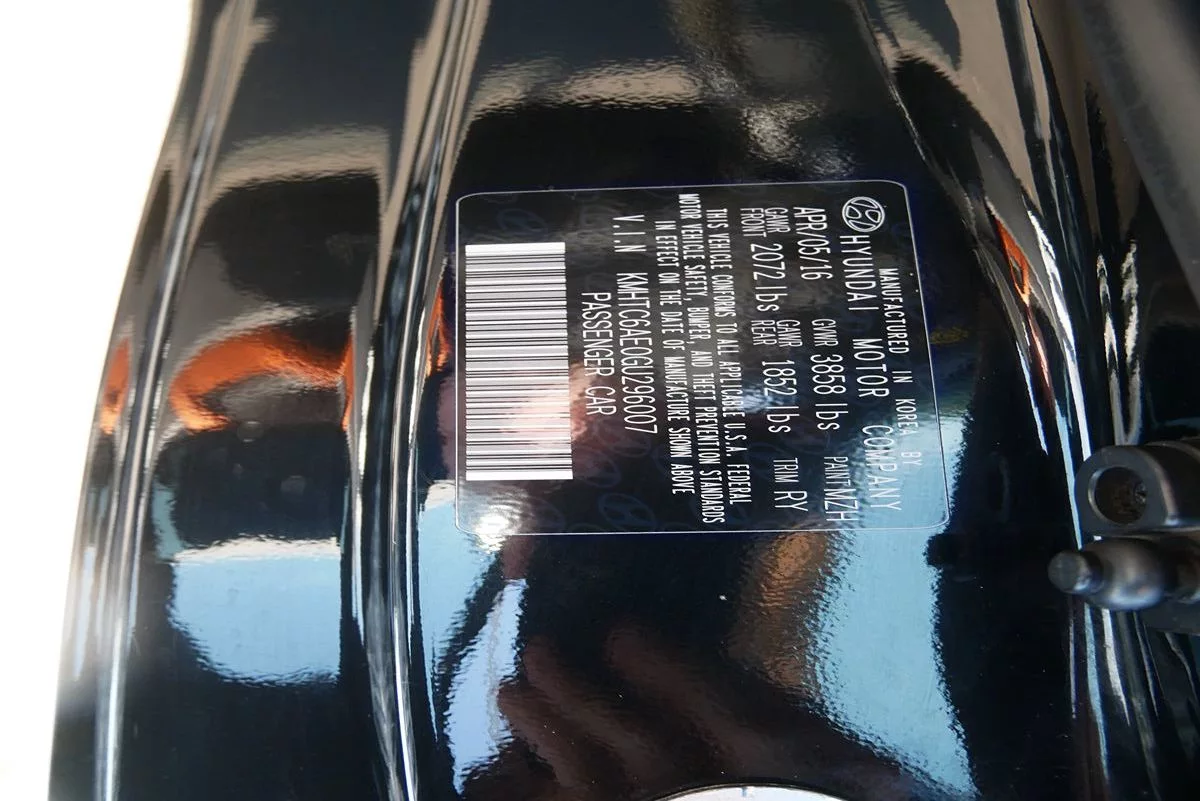 MANUFACTURED IN KOREA BY
HYUNDAI MOTOR COMPANY
APR/05/16 GVWR 3858 lbs PAINT MZH
GAWR FRONT 2072 lbs GAWR REAR 1852 lbs TRIM RY
THIS VEHICLE CONFORMS TO ALL APPLICABLE U.S.A. FEDERAL
MOTOR VEHICLE SAFETY, BUMPER, AND THEFT PREVENTION STANDARDS
IN EFFECT ON THE DATE OF MANUFACTURE SHOWN ABOVE
V.I.N KMHTC6AE0GU296007
PASSENGER CAR